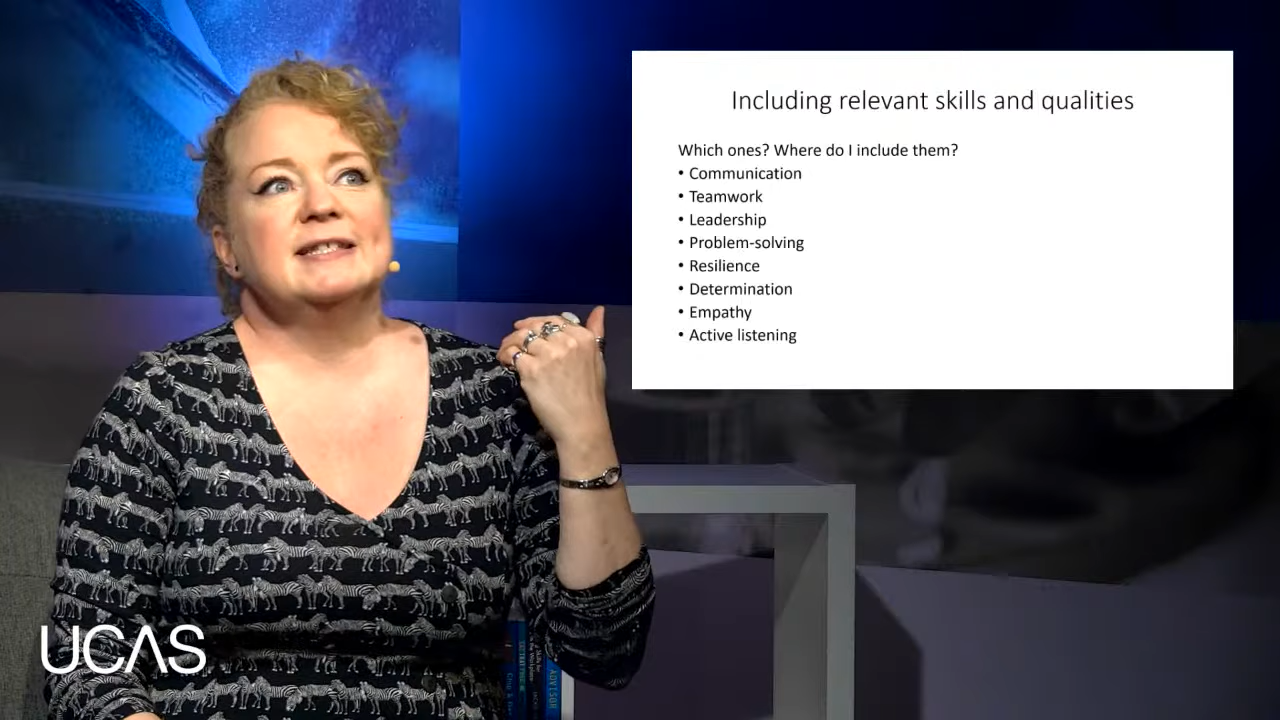 Including relevant skills and qualities
Which ones? Where do I include them?
• Communication
• Teamwork
• Leadership
• Problem-solving
• Resilience
• Determination
• Empathy
• Active listening
UCAS
ADVISOR